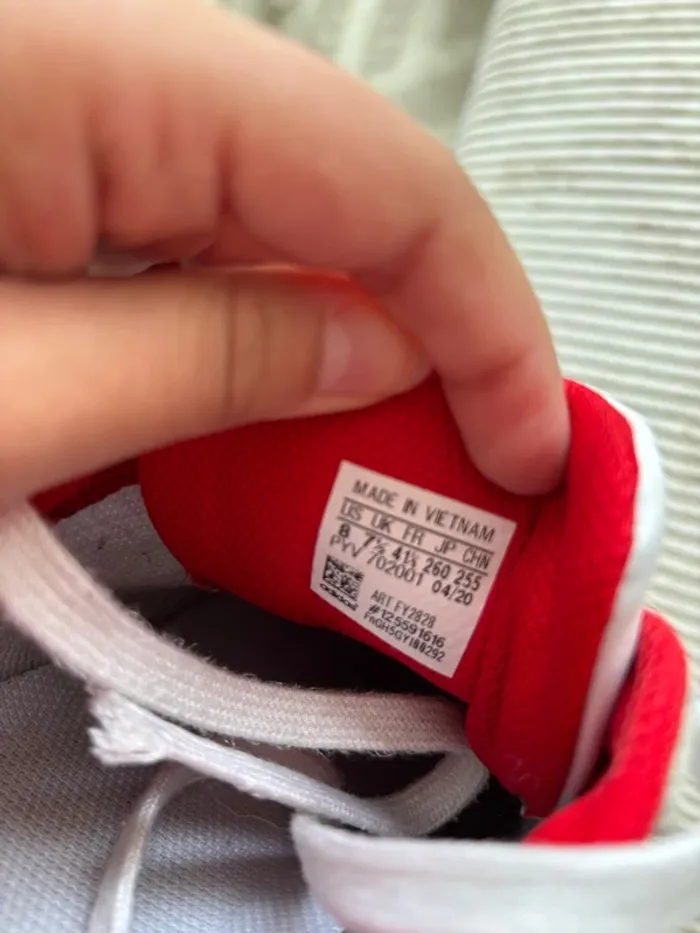 MADE IN VIETNAM
US UK FR JP CHN
8 7½ 41⅓ 260 255
PYV 702001 04/20
ART FY2828
#125591616